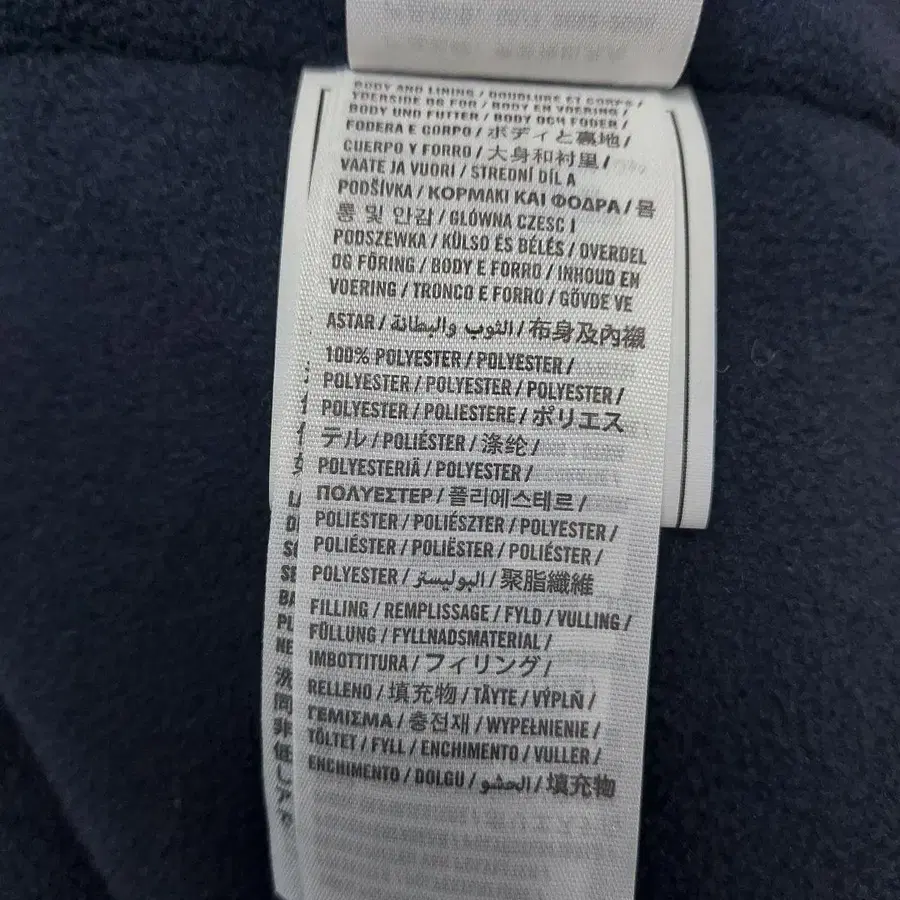 BODY AND LINING / DOUBLURE ET CORPS /
YDERSIDE OG FOR / BODY EN VOERING /
BODY UND FUTTER / BODY OCH FODER /
FODERA E CORPO / ボディと裏地 /
CUERPO Y FORRO / 大身和衬里 /
VAATE JA VUORI / STŘEDNÍ DÍL A
PODŠÍVKA / ΚΟΡΜΑΚΙ ΚΑΙ ΦΟΔΡΑ / 몸
통 및 안감 / GŁÓWNA CZESC I
PODSZEWKA / KÜLSO ÉS BÉLÉS / OVERDEL
OG FÖRING / BODY E FORRO / INHOUD EN
VOERING / TRONCO E FORRO / GÖVDE VE
ASTAR / الثوب والبطانة / 布身及內襯
100% POLYESTER / POLYESTER /
POLYESTER / POLYESTER / POLYESTER /
POLYESTER / POLIESTERE / ポリエス
テル / POLIÉSTER / 涤纶 /
POLYESTERIÄ / POLYESTER /
ΠΟΛΥΕΣΤΕΡ / 폴리에스테르 /
POLIESTER / POLIÉSZTER / POLYESTER /
POLIÉSTER / POLIËSTER / POLIÉSTER /
POLYESTER / البوليستر / 聚脂纖維
FILLING / REMPLISSAGE / FYLD / VULLING /
FÜLLUNG / FYLLNADSMATERIAL /
IMBOTTITURA / フィリング /
RELLENO / 填充物 / TÄYTE / VÝPLŇ /
ΓΕΜΙΣΜΑ / 충전재 / WYPEŁNIENIE /
TÖLTET / FYLL / ENCHIMENTO / VULLER /
ENCHIMENTO / DOLGU / الحشو / 填充物